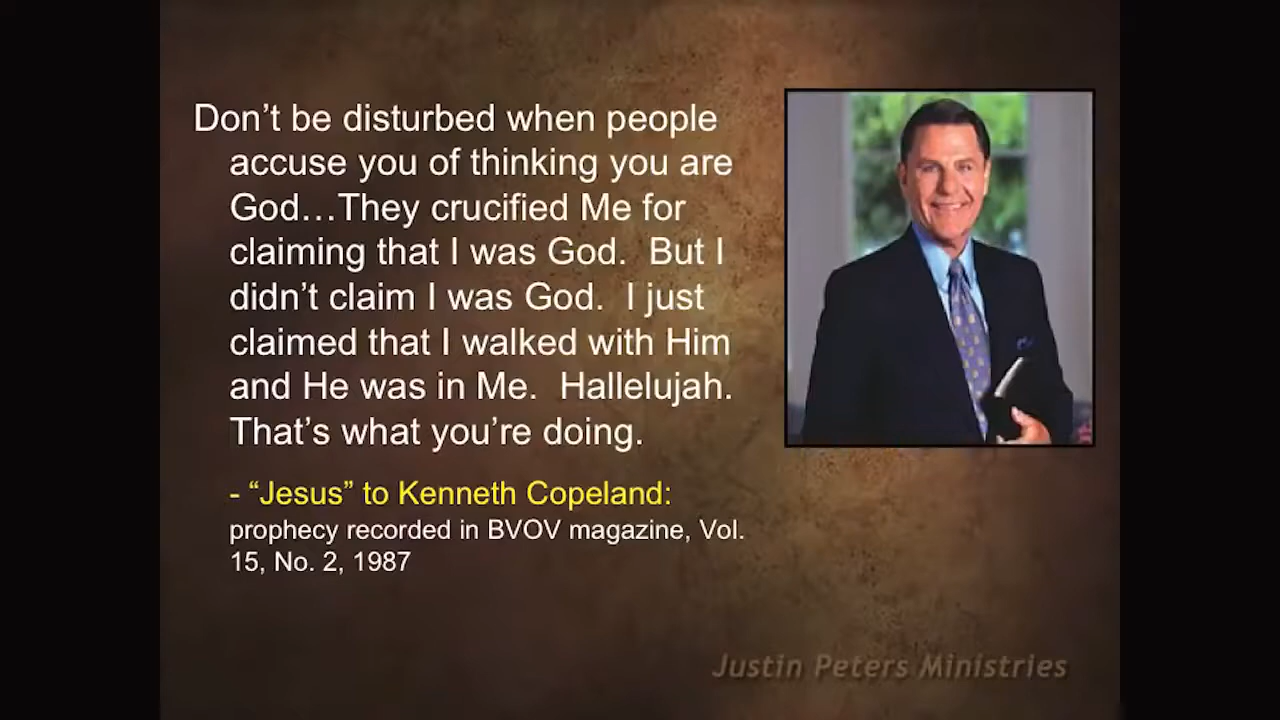 Don’t be disturbed when people
accuse you of thinking you are
God…They crucified Me for
claiming that I was God.  But I
didn’t claim I was God.  I just
claimed that I walked with Him
and He was in Me.  Hallelujah.
That’s what you’re doing.
- “Jesus” to Kenneth Copeland:
prophecy recorded in BVOV magazine, Vol.
15, No. 2, 1987
Justin Peters Ministries